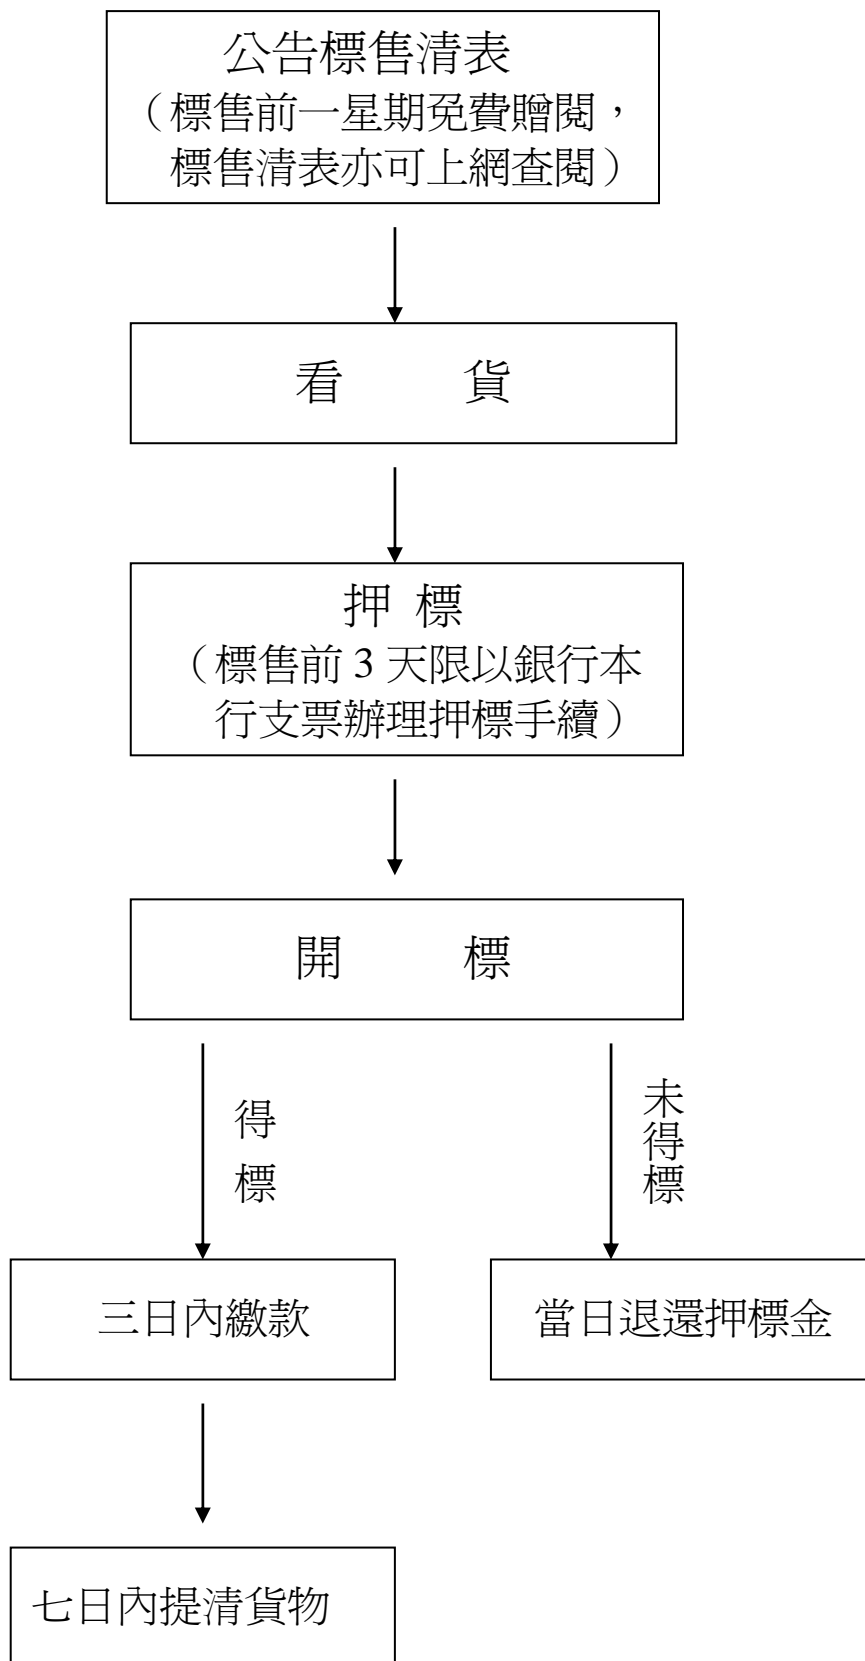 公告標售清表
（標售前一星期免費贈閱，
標售清表亦可上網查閱）
看　　貨
押 標
（標售前 3 天限以銀行本
行支票辦理押標手續）
開　　標
得標
未得標
三日內繳款
當日退還押標金
七日內提清貨物